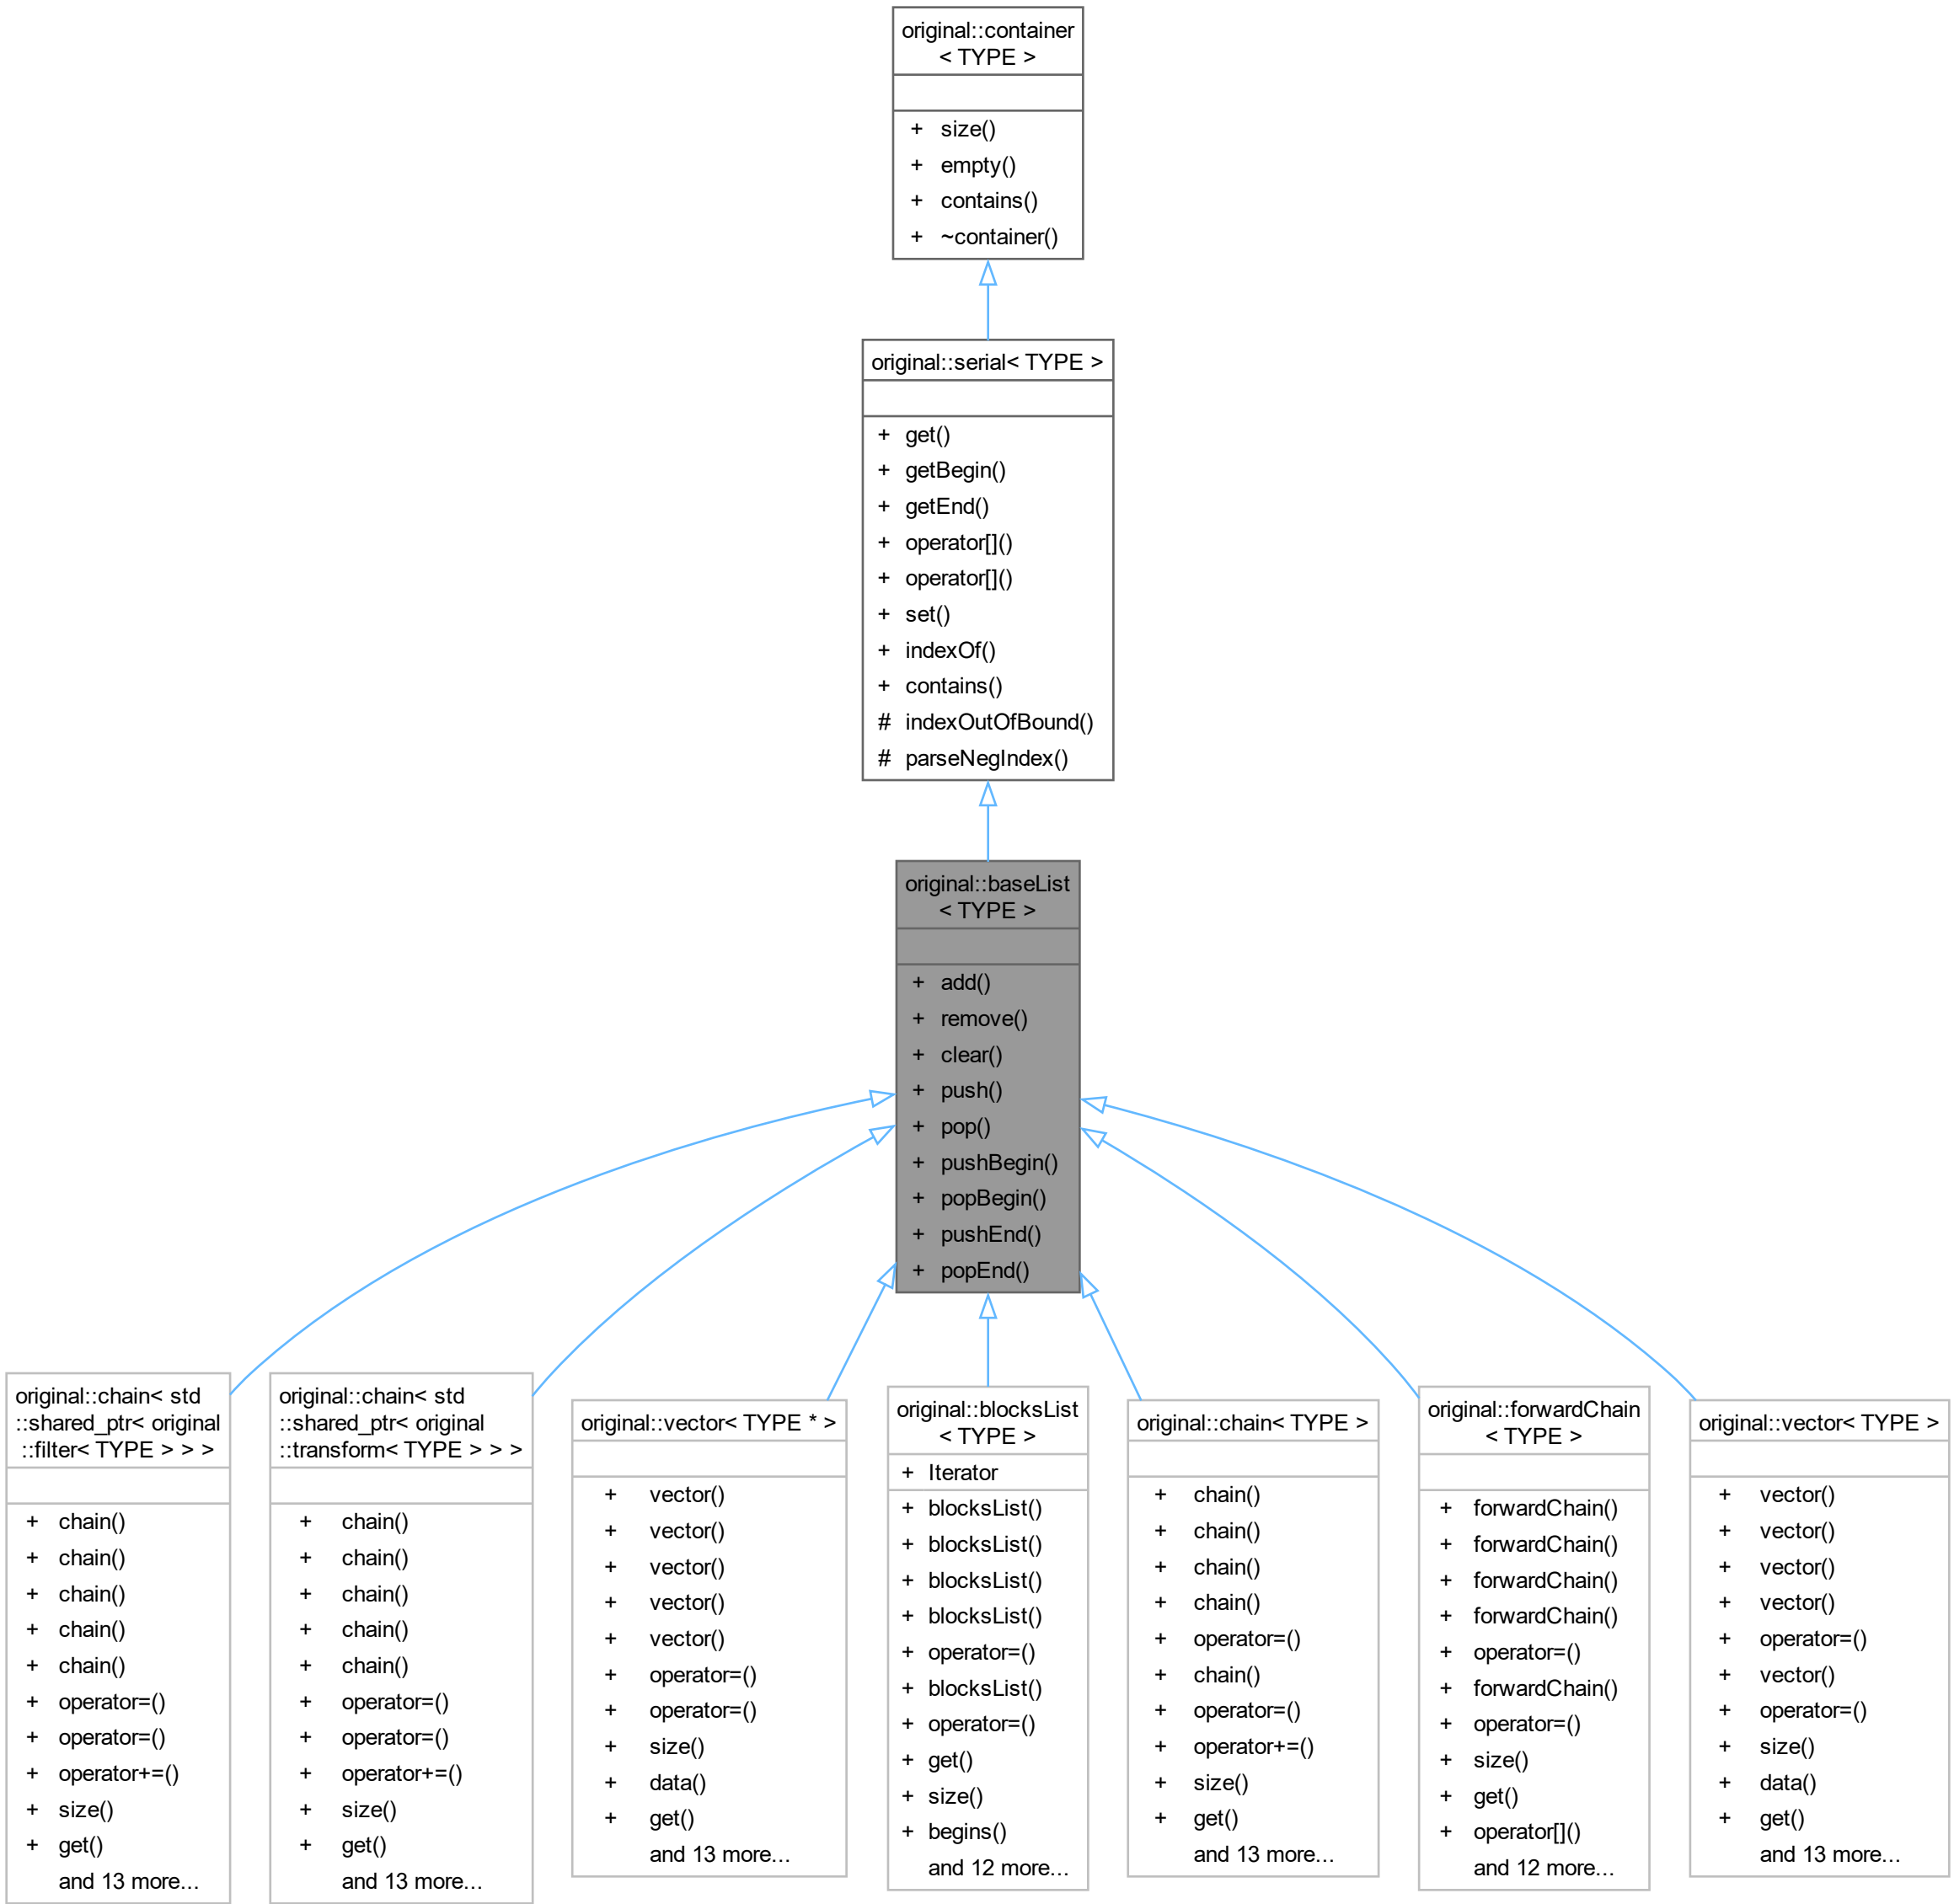 original::container
< TYPE >
+ size()
+ empty()
+ contains()
+ ~container()
original::serial< TYPE >
+ get()
+ getBegin()
+ getEnd()
+ operator[]()
+ operator[]()
+ set()
+ indexOf()
+ contains()
# indexOutOfBound()
# parseNegIndex()
original::baseList
< TYPE >
+ add()
+ remove()
+ clear()
+ push()
+ pop()
+ pushBegin()
+ popBegin()
+ pushEnd()
+ popEnd()
original::chain< std
::shared_ptr< original
::filter< TYPE > > >
+ chain()
+ chain()
+ chain()
+ chain()
+ chain()
+ operator=()
+ operator=()
+ operator+=()
+ size()
+ get()
and 13 more...
original::chain< std
::shared_ptr< original
::transform< TYPE > > >
+ chain()
+ chain()
+ chain()
+ chain()
+ chain()
+ operator=()
+ operator=()
+ operator+=()
+ size()
+ get()
and 13 more...
original::vector< TYPE * >
+ vector()
+ vector()
+ vector()
+ vector()
+ vector()
+ operator=()
+ operator=()
+ size()
+ data()
+ get()
and 13 more...
original::blocksList
< TYPE >
+ Iterator
+ blocksList()
+ blocksList()
+ blocksList()
+ blocksList()
+ operator=()
+ blocksList()
+ operator=()
+ get()
+ size()
+ begins()
and 12 more...
original::chain< TYPE >
+ chain()
+ chain()
+ chain()
+ chain()
+ operator=()
+ chain()
+ operator=()
+ operator+=()
+ size()
+ get()
and 13 more...
original::forwardChain
< TYPE >
+ forwardChain()
+ forwardChain()
+ forwardChain()
+ forwardChain()
+ operator=()
+ forwardChain()
+ operator=()
+ size()
+ get()
+ operator[]()
and 12 more...
original::vector< TYPE >
+ vector()
+ vector()
+ vector()
+ vector()
+ operator=()
+ vector()
+ operator=()
+ size()
+ data()
+ get()
and 13 more...